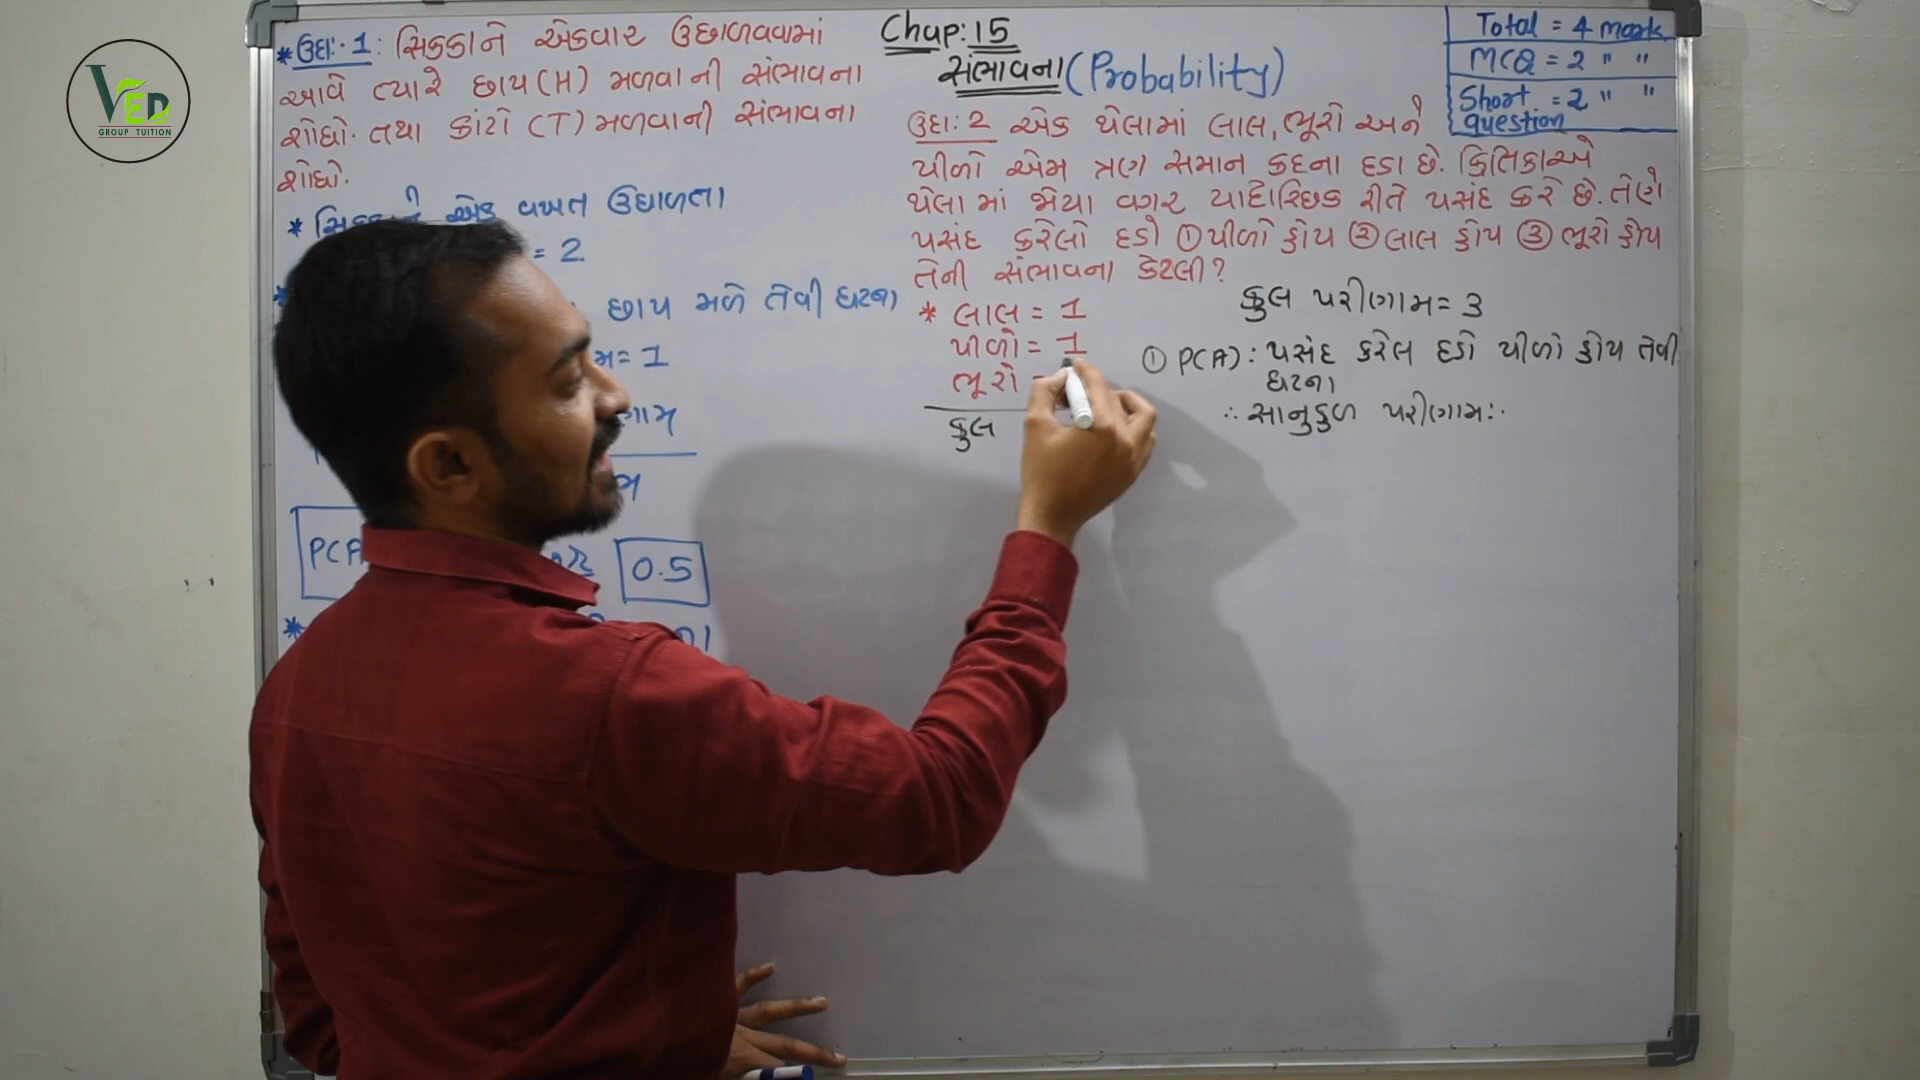 VED
GROUP TUITION
Chap: 15
સંભાવના (Probability)
Total = 4 mark
MCQ = 2 " "
Short question = 2 " "
* ઉદા. 1 : સિક્કાને એકવાર ઉછાળવામાં
આવે ત્યારે છાપ (H) મળવાની સંભાવના
શોધો. તથા કાંટો (T) મળવાની સંભાવના
શોધો.
* એક વખત ઉછાળતા
= 2
છાપ મળે તેવી ઘટના
= 1
P(A
0.5
ઉદા: 2 એક થેલામાં લાલ, ભૂરો અને
પીળો એમ ત્રણ સમાન કદના દડા છે. ક્રિતિકાએ
થેલામાં જોયા વગર યાદૈચ્છિક રીતે પસંદ કરે છે. તેણે
પસંદ કરેલો દડો ① પીળો હોય ② લાલ હોય ③ ભૂરો હોય
તેની સંભાવના કેટલી?
* લાલ = 1
પીળો = 1
ભૂરો
કુલ
કુલ પરીણામ = 3
① P(A) : પસંદ કરેલ દડો પીળો હોય તેવી
ઘટના
∴ સાનુકુળ પરીણામ :.